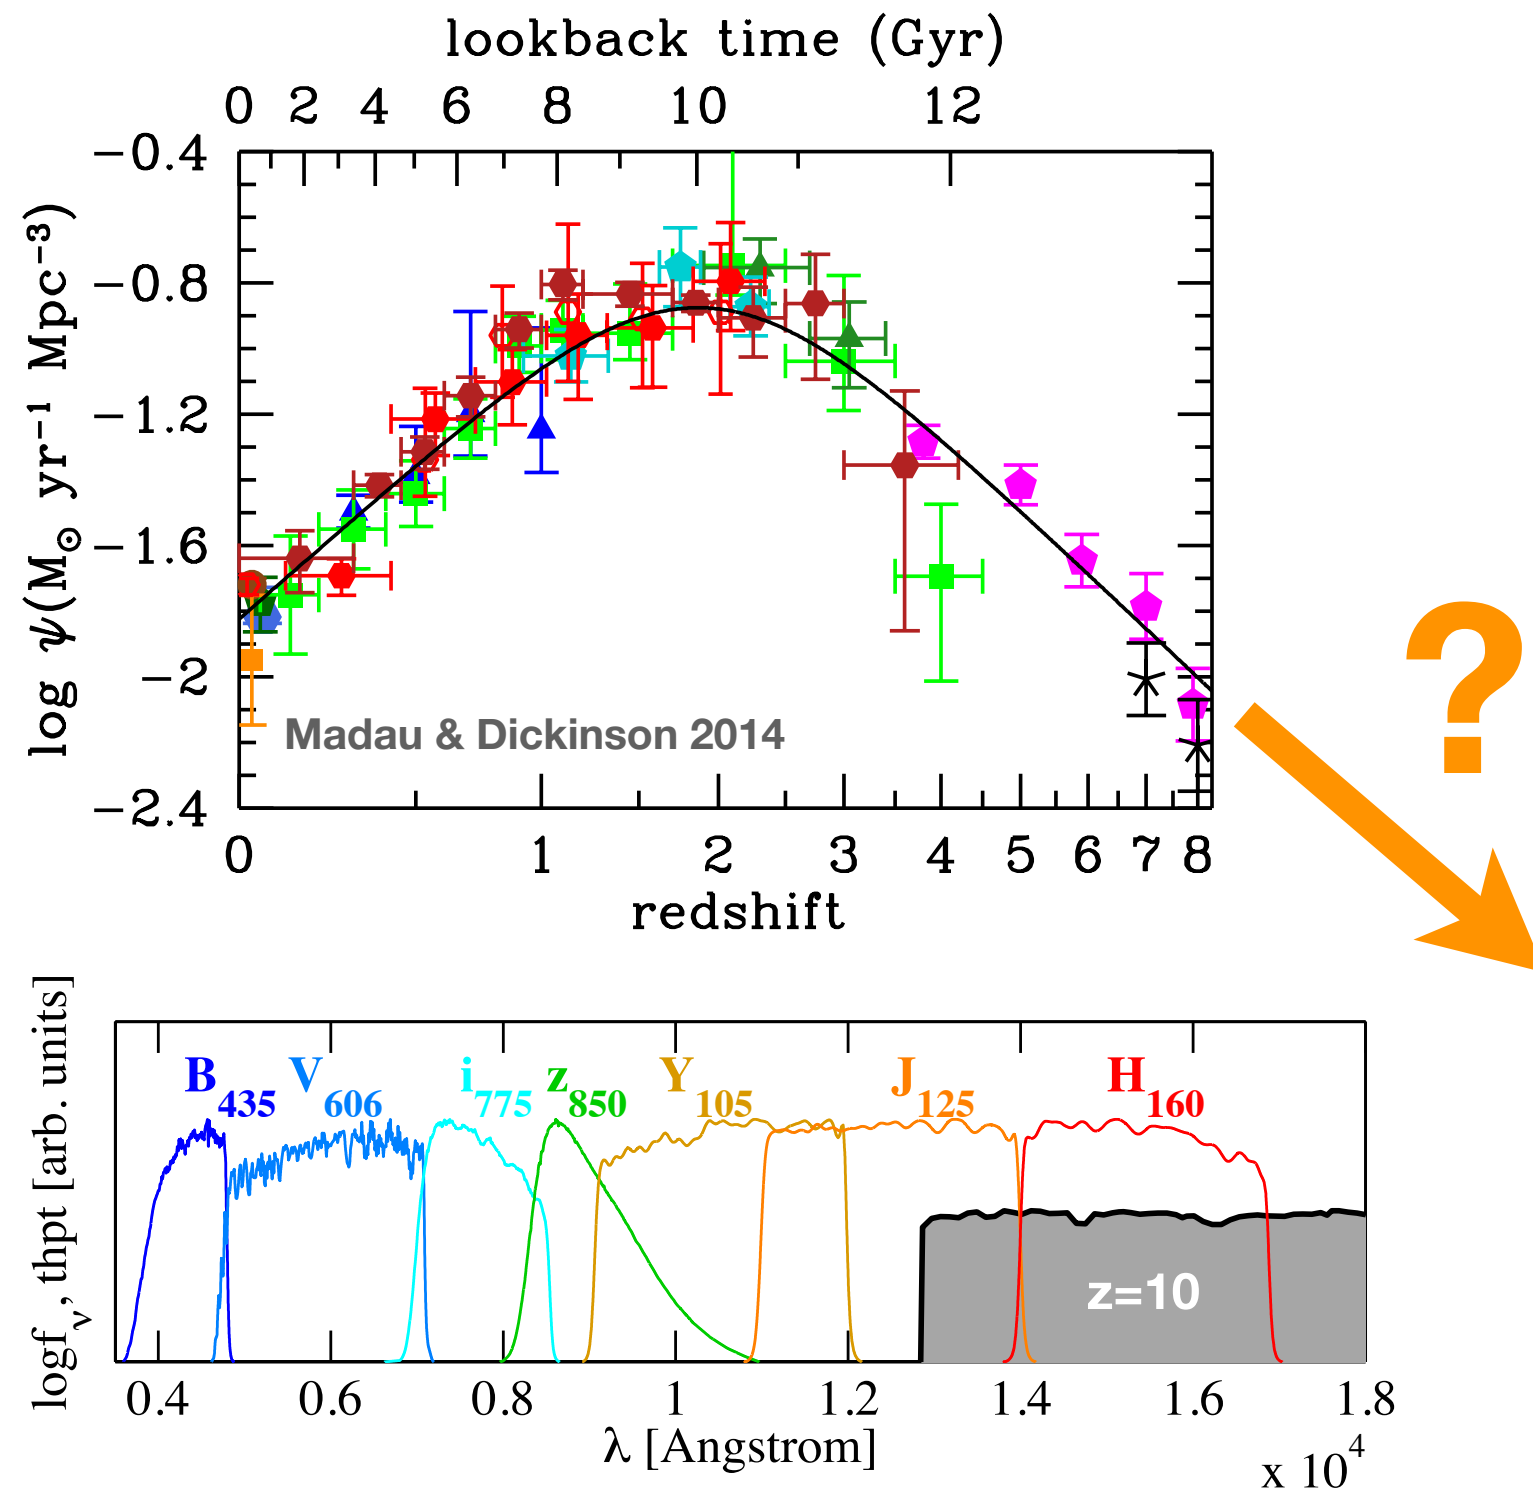 lookback time (Gyr)
0 2 4 6 8 10 12
−0.4
−0.8
−1.2
−1.6
−2
−2.4
log ψ(M☉ yr−1 Mpc−3)
Madau & Dickinson 2014
?
0 1 2 3 4 5 6 7 8
redshift
logfν, thpt [arb. units]
B435 V606 i775 z850 Y105 J125 H160
z=10
0.4 0.6 0.8 1 1.2 1.4 1.6 1.8
λ [Angstrom]
x 10^4